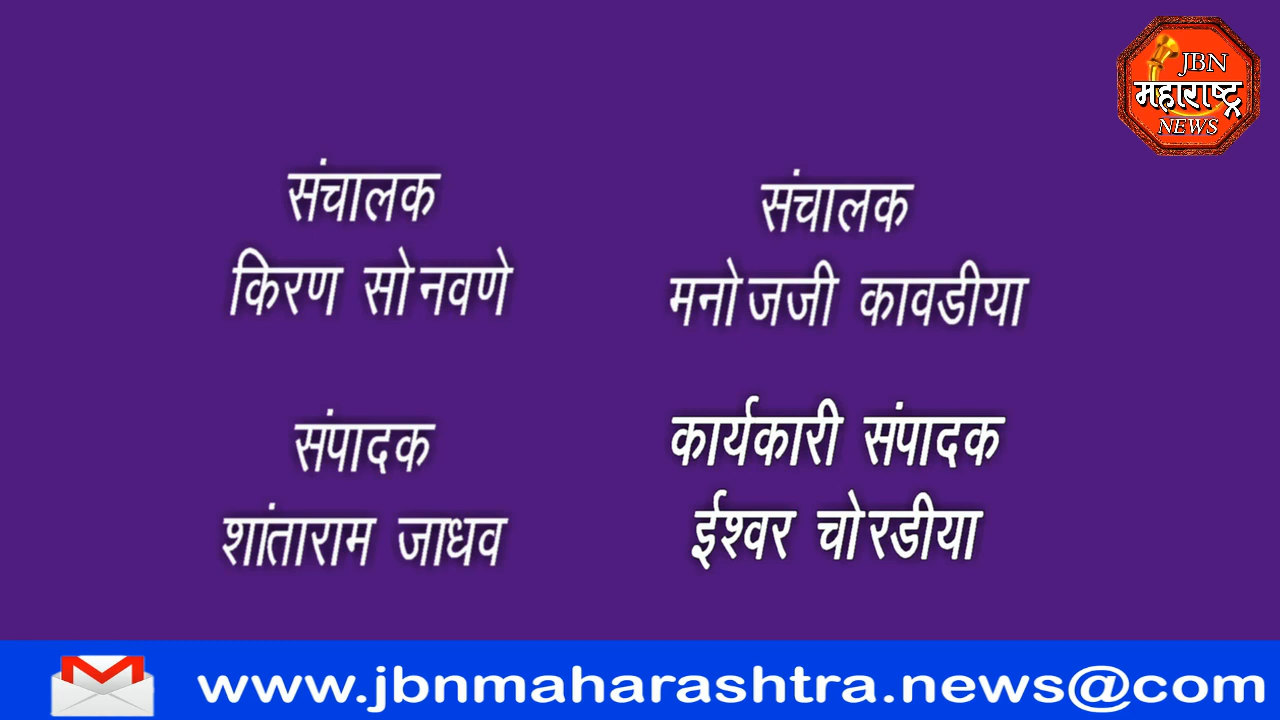 JBN
महाराष्ट्र
NEWS
संचालक
किरण सोनवणे
संचालक
मनोजजी कावडीया
संपादक
शांताराम जाधव
कार्यकारी संपादक
ईश्वर चोरडीया
www.jbnmaharashtra.news@com